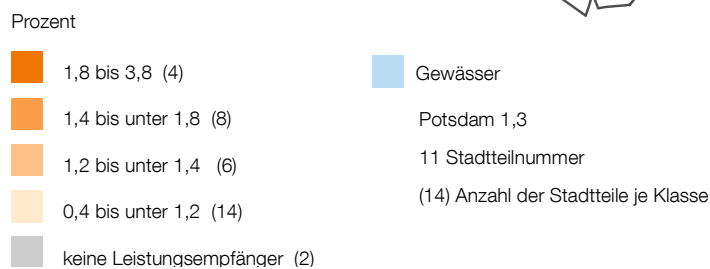 Prozent
1,8 bis 3,8 (4)
1,4 bis unter 1,8 (8)
1,2 bis unter 1,4 (6)
0,4 bis unter 1,2 (14)
keine Leistungsempfänger (2)
Gewässer
Potsdam 1,3
11 Stadtteilnummer
(14) Anzahl der Stadtteile je Klasse